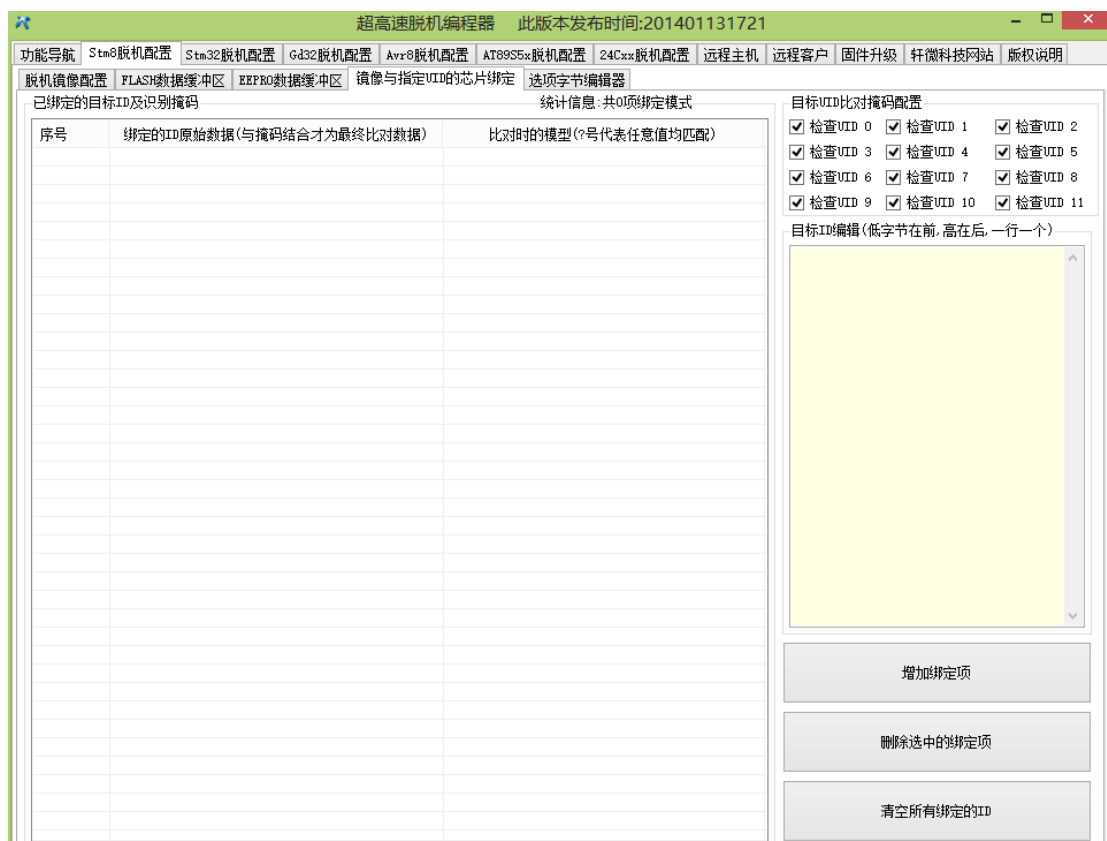 超高速脱机编程器 此版本发布时间:201401131721
功能导航 Stm8脱机配置 Stm32脱机配置 Gd32脱机配置 Avr8脱机配置 AT89S5x脱机配置 24Cxx脱机配置 远程主机 远程客户 固件升级 轩微科技网站 版权说明
脱机镜像配置 FLASH数据缓冲区 EEPRO数据缓冲区 镜像与指定UID的芯片绑定 选项字节编辑器
已绑定的目标ID及识别掩码 统计信息:共0项绑定模式
序号 绑定的ID原始数据(与掩码结合才为最终比对数据) 比对时的模型(?号代表任意值均匹配)
目标UID比对掩码配置
检查UID 0 检查UID 1 检查UID 2
检查UID 3 检查UID 4 检查UID 5
检查UID 6 检查UID 7 检查UID 8
检查UID 9 检查UID 10 检查UID 11
目标ID编辑(低字节在前,高在后,一行一个)
增加绑定项
删除选中的绑定项
清空所有绑定的ID